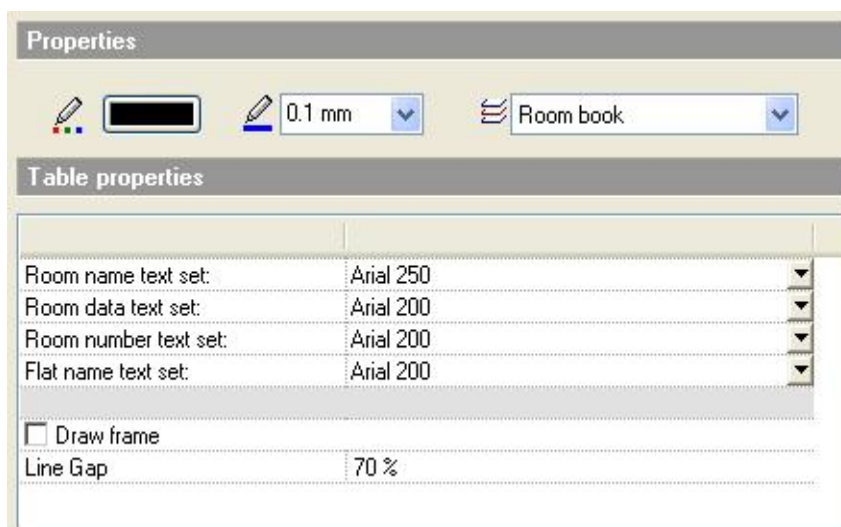 Properties
0.1 mm Room book
Table properties
Room name text set: Arial 250
Room data text set: Arial 200
Room number text set: Arial 200
Flat name text set: Arial 200
Draw frame
Line Gap 70 %